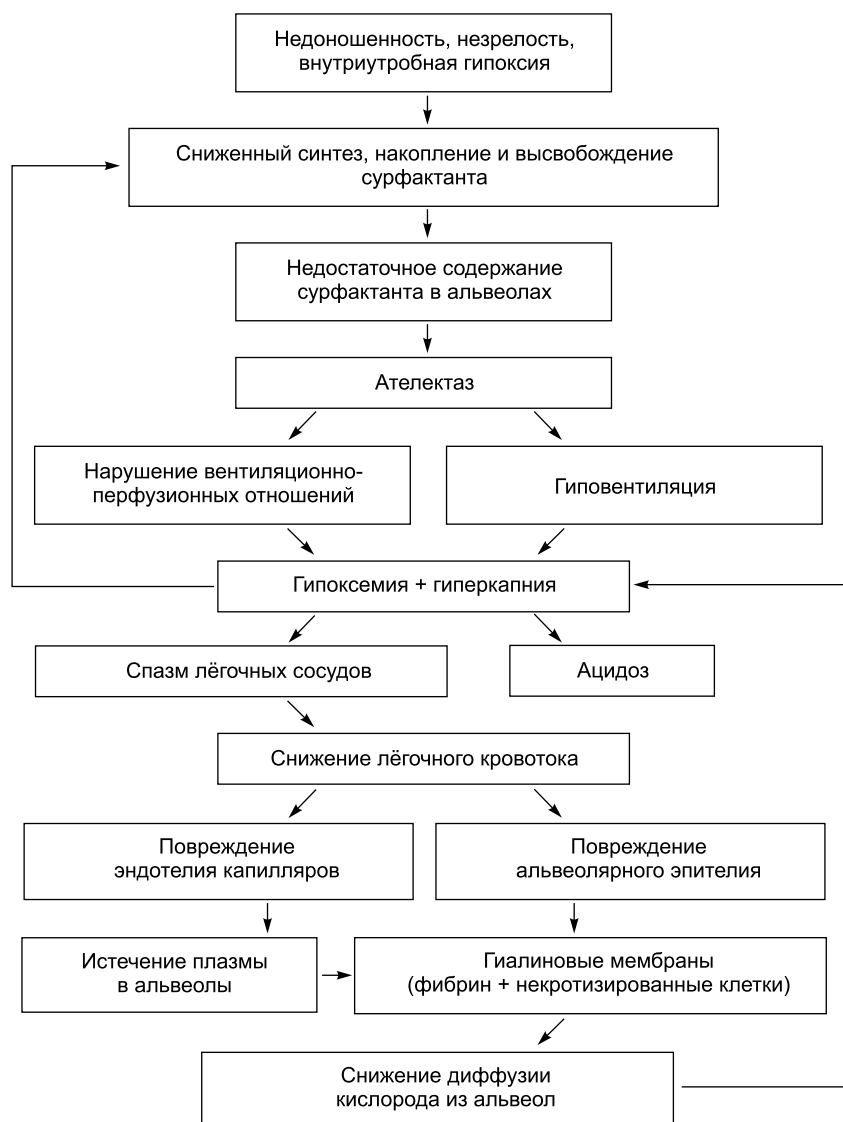 Недоношенность, незрелость,
внутриутробная гипоксия
Сниженный синтез, накопление и высвобождение
сурфактанта
Недостаточное содержание
сурфактанта в альвеолах
Ателектаз
Нарушение вентиляционно-
перфузионных отношений
Гиповентиляция
Гипоксемия + гиперкапния
Спазм лёгочных сосудов
Ацидоз
Снижение лёгочного кровотока
Повреждение
эндотелия капилляров
Повреждение
альвеолярного эпителия
Истечение плазмы
в альвеолы
Гиалиновые мембраны
(фибрин + некротизированные клетки)
Снижение диффузии
кислорода из альвеол